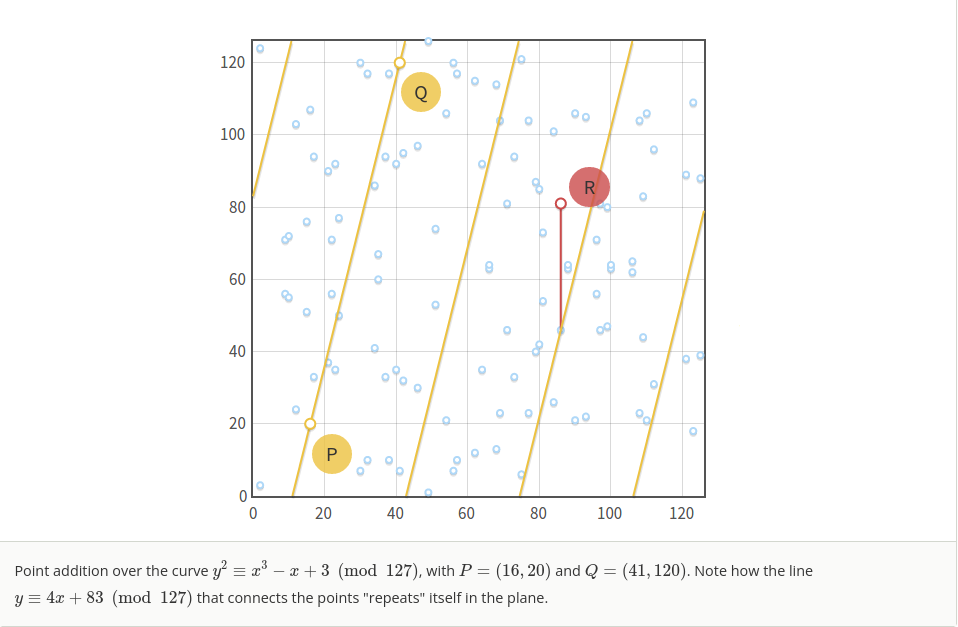 120
Q
100
R
80
60
40
20
P
0
0 20 40 60 80 100 120
Point addition over the curve y² ≡ x³ − x + 3 (mod 127), with P = (16, 20) and Q = (41, 120). Note how the line
y ≡ 4x + 83 (mod 127) that connects the points "repeats" itself in the plane.